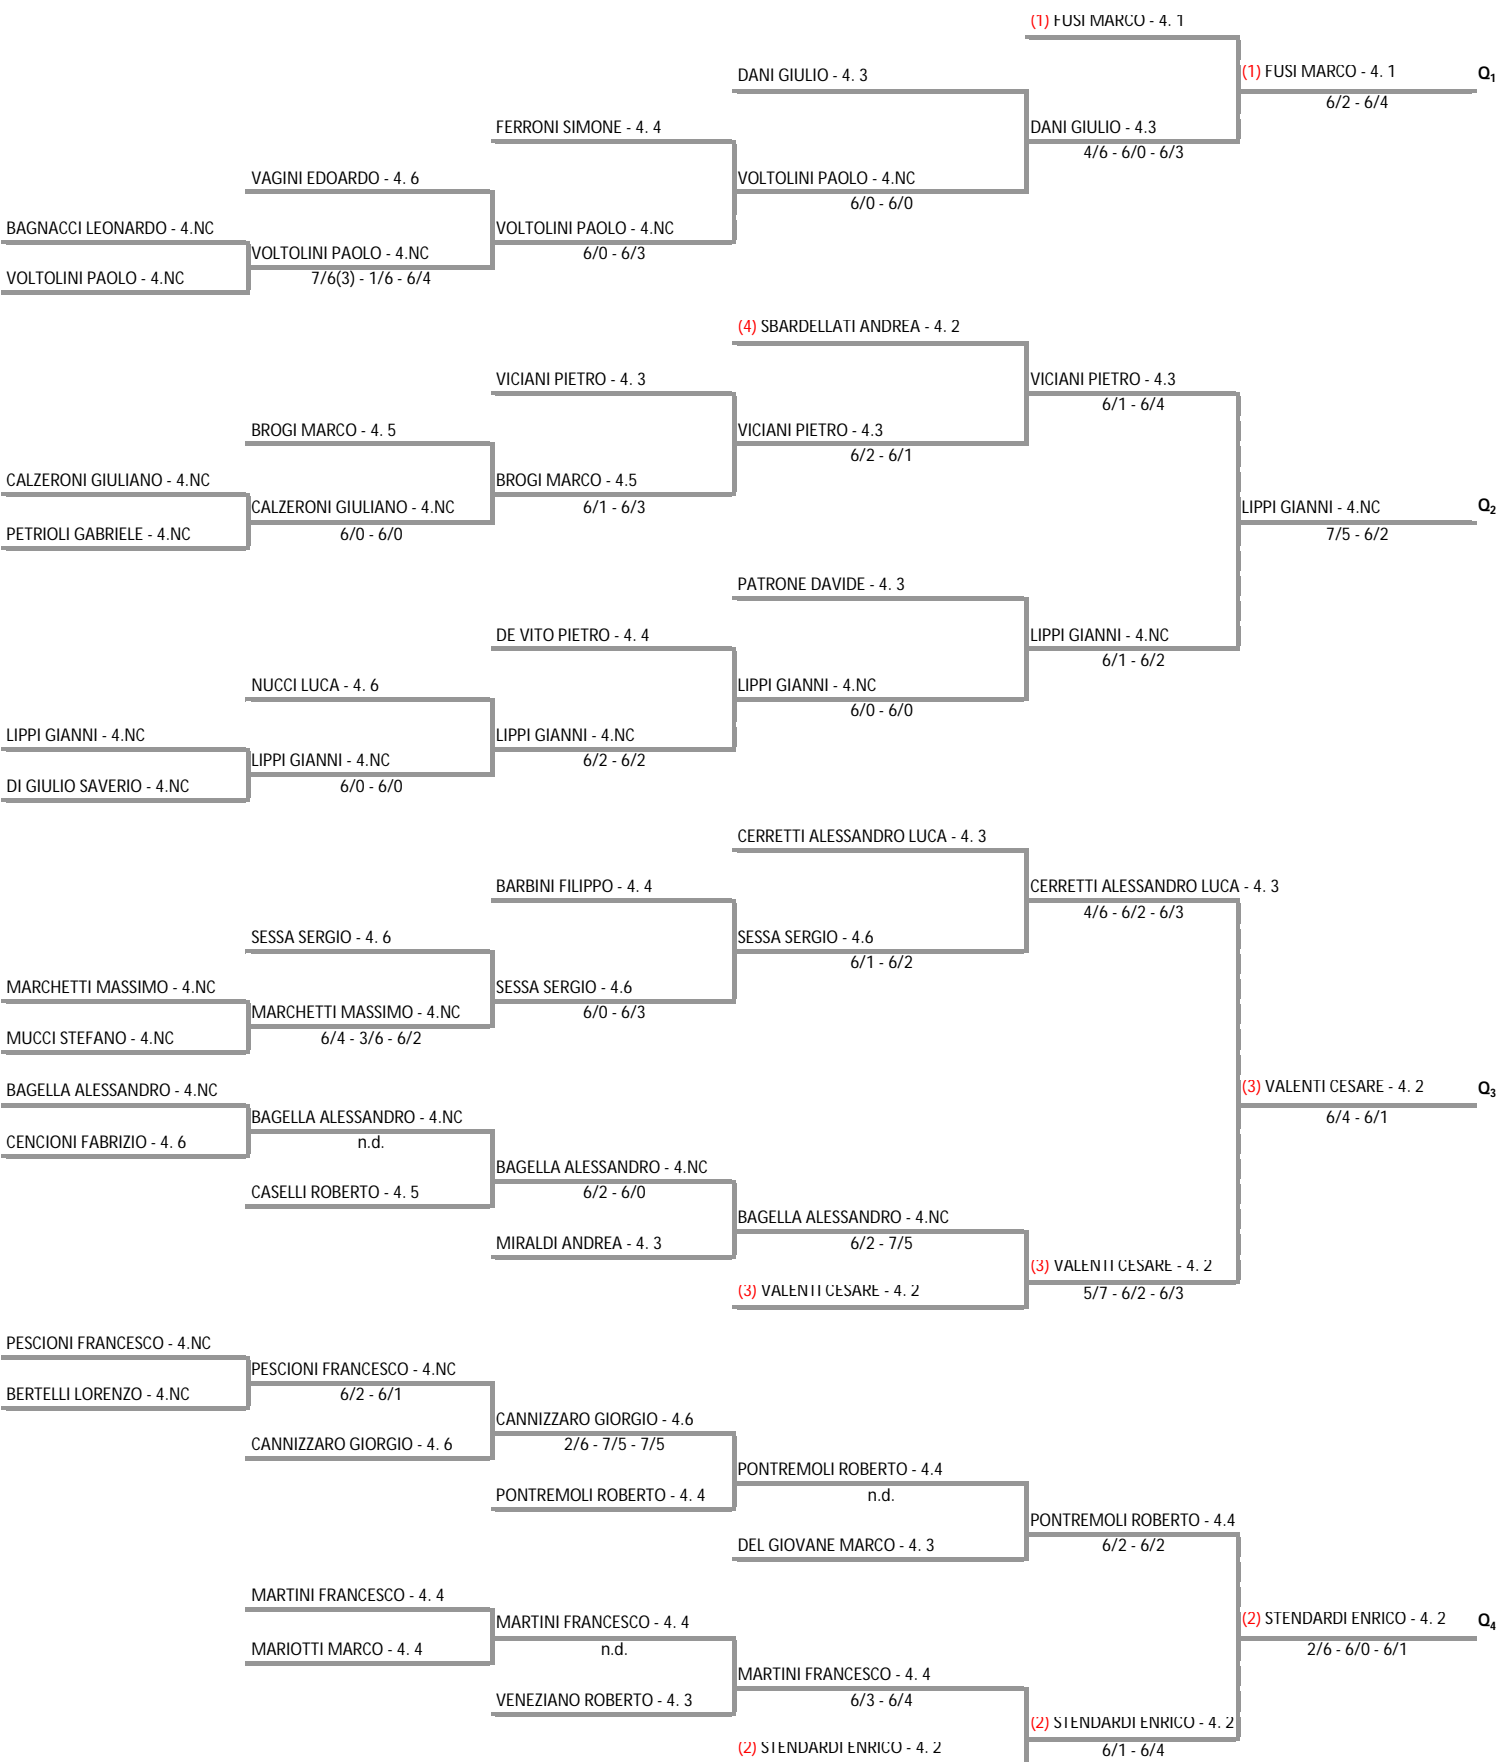 (1) FUSI MARCO - 4. 1
(1) FUSI MARCO - 4. 1 Q1
DANI GIULIO - 4. 3
6/2 - 6/4
FERRONI SIMONE - 4. 4
DANI GIULIO - 4.3
4/6 - 6/0 - 6/3
VAGINI EDOARDO - 4. 6
VOLTOLINI PAOLO - 4.NC
6/0 - 6/0
BAGNACCI LEONARDO - 4.NC
VOLTOLINI PAOLO - 4.NC
VOLTOLINI PAOLO - 4.NC
6/0 - 6/3
VOLTOLINI PAOLO - 4.NC
7/6(3) - 1/6 - 6/4
(4) SBARDELLATI ANDREA - 4. 2
VICIANI PIETRO - 4. 3
VICIANI PIETRO - 4.3
6/1 - 6/4
BROGI MARCO - 4. 5
VICIANI PIETRO - 4.3
6/2 - 6/1
CALZERONI GIULIANO - 4.NC
BROGI MARCO - 4.5
CALZERONI GIULIANO - 4.NC
6/1 - 6/3
LIPPI GIANNI - 4.NC Q2
PETRIOLI GABRIELE - 4.NC
6/0 - 6/0
7/5 - 6/2
PATRONE DAVIDE - 4. 3
DE VITO PIETRO - 4. 4
LIPPI GIANNI - 4.NC
6/1 - 6/2
NUCCI LUCA - 4. 6
LIPPI GIANNI - 4.NC
6/0 - 6/0
LIPPI GIANNI - 4.NC
LIPPI GIANNI - 4.NC
LIPPI GIANNI - 4.NC
6/2 - 6/2
DI GIULIO SAVERIO - 4.NC
6/0 - 6/0
CERRETTI ALESSANDRO LUCA - 4. 3
BARBINI FILIPPO - 4. 4
CERRETTI ALESSANDRO LUCA - 4. 3
4/6 - 6/2 - 6/3
SESSA SERGIO - 4. 6
SESSA SERGIO - 4.6
6/1 - 6/2
MARCHETTI MASSIMO - 4.NC
SESSA SERGIO - 4.6
MARCHETTI MASSIMO - 4.NC
6/0 - 6/3
MUCCI STEFANO - 4.NC
6/4 - 3/6 - 6/2
BAGELLA ALESSANDRO - 4.NC
(3) VALENTI CESARE - 4. 2 Q3
BAGELLA ALESSANDRO - 4.NC
6/4 - 6/1
CENCIONI FABRIZIO - 4. 6
n.d.
BAGELLA ALESSANDRO - 4.NC
CASELLI ROBERTO - 4. 5
6/2 - 6/0
BAGELLA ALESSANDRO - 4.NC
MIRALDI ANDREA - 4. 3
6/2 - 7/5
(3) VALENTI CESARE - 4. 2
(3) VALENTI CESARE - 4. 2
5/7 - 6/2 - 6/3
PESCIONI FRANCESCO - 4.NC
PESCIONI FRANCESCO - 4.NC
BERTELLI LORENZO - 4.NC
6/2 - 6/1
CANNIZZARO GIORGIO - 4.6
CANNIZZARO GIORGIO - 4. 6
2/6 - 7/5 - 7/5
PONTREMOLI ROBERTO - 4.4
PONTREMOLI ROBERTO - 4. 4
n.d.
PONTREMOLI ROBERTO - 4.4
DEL GIOVANE MARCO - 4. 3
6/2 - 6/2
MARTINI FRANCESCO - 4. 4
MARTINI FRANCESCO - 4. 4
(2) STENDARDI ENRICO - 4. 2 Q4
MARIOTTI MARCO - 4. 4
n.d.
2/6 - 6/0 - 6/1
MARTINI FRANCESCO - 4. 4
VENEZIANO ROBERTO - 4. 3
6/3 - 6/4
(2) STENDARDI ENRICO - 4. 2
(2) STENDARDI ENRICO - 4. 2
6/1 - 6/4